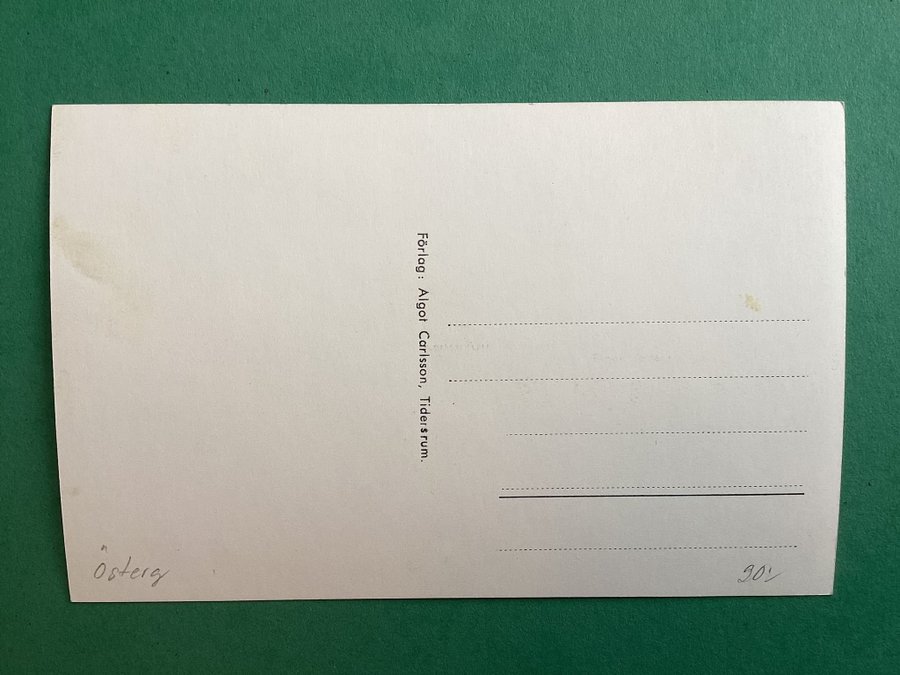 Förlag: Algot Carlsson, Tidersrum.
Österg
90:-